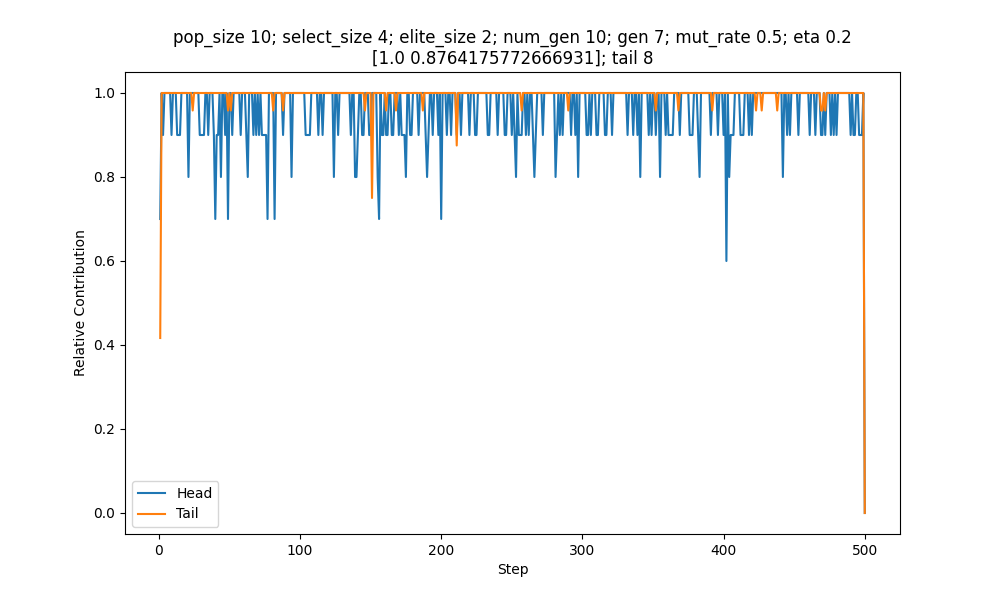 pop_size 10; select_size 4; elite_size 2; num_gen 10; gen 7; mut_rate 0.5; eta 0.2
[1.0 0.8764175772666931]; tail 8
1.0
0.8
0.6
0.4
0.2
0.0
Relative Contribution
Head
Tail
0 100 200 300 400 500
Step